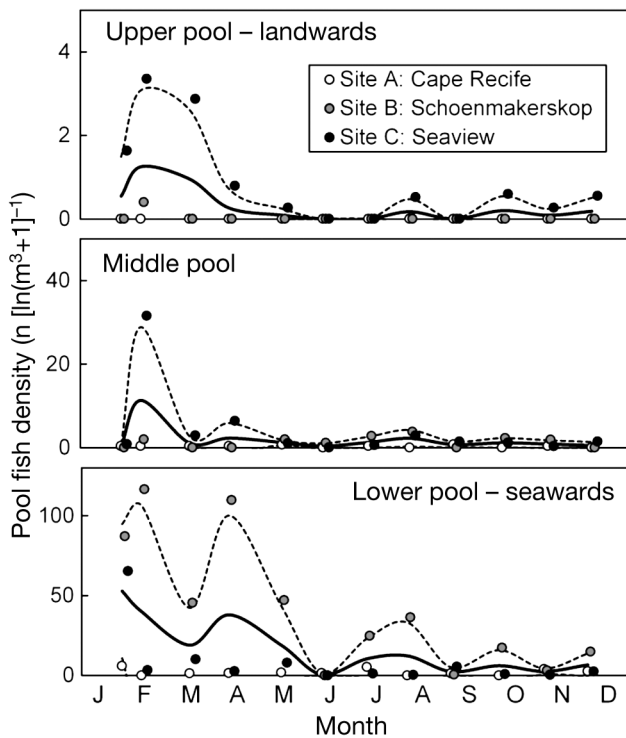 Upper pool – landwards
4
2
0
Site A: Cape Recife
Site B: Schoenmakerskop
Site C: Seaview
Middle pool
40
20
0
Lower pool – seawards
100
50
0
Pool fish density (n [ln(m³+1]⁻¹)
J F M A M J J A S O N D
Month